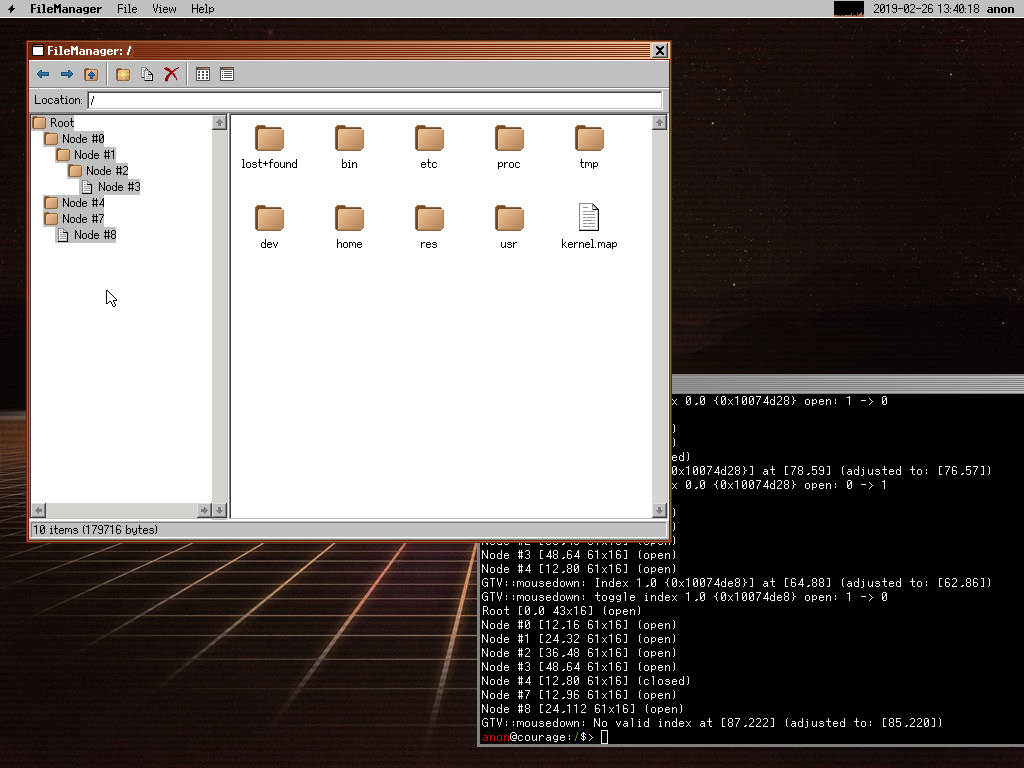 FileManager File View Help 2019-02-26 13:40:18 anon
FileManager: /
Location: /
Root
Node #0
Node #1
Node #2
Node #3
Node #4
Node #7
Node #8
lost+found bin etc proc tmp
dev home res usr kernel.map
10 items (179716 bytes)
x 0,0 {0x10074d28} open: 1 -> 0
)
)
ed)
0x10074d28}] at [78,59] (adjusted to: [76,57])
x 0,0 {0x10074d28} open: 0 -> 1
)
)
Node #3 [48,64 61x16] (open)
Node #4 [12,80 61x16] (open)
GTV::mousedown: Index 1,0 {0x10074de8}] at [64,88] (adjusted to: [62,86])
GTV::mousedown: toggle index 1,0 {0x10074de8} open: 1 -> 0
Root [0,0 43x16] (open)
Node #0 [12,16 61x16] (open)
Node #1 [24,32 61x16] (open)
Node #2 [36,48 61x16] (open)
Node #3 [48,64 61x16] (open)
Node #4 [12,80 61x16] (closed)
Node #7 [12,96 61x16] (open)
Node #8 [24,112 61x16] (open)
GTV::mousedown: No valid index at [87,222] (adjusted to: [85,220])
anon@courage:/$>